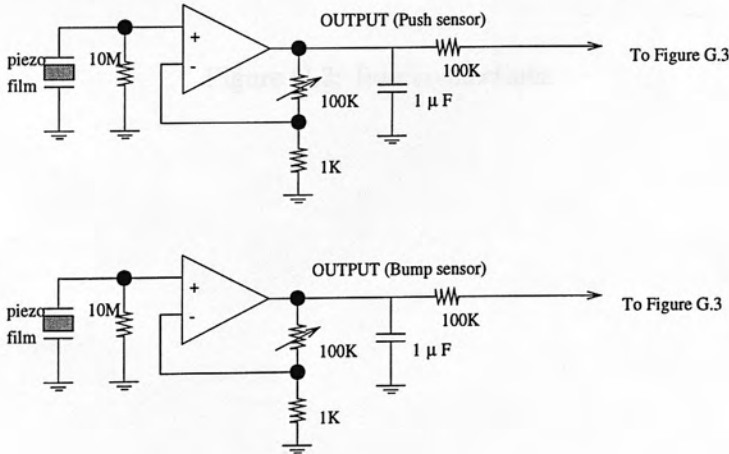 OUTPUT (Push sensor)
+
-
piezo
film
10M
100K
1K
1 µ F
100K
To Figure G.3
OUTPUT (Bump sensor)
+
-
piezo
film
10M
100K
1K
1 µ F
100K
To Figure G.3